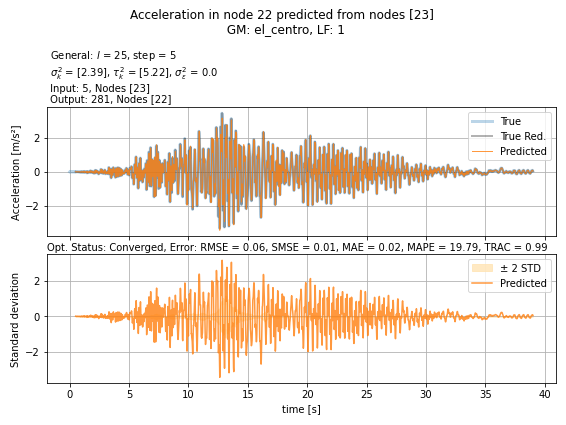 Acceleration in node 22 predicted from nodes [23]
GM: el_centro, LF: 1
General: l = 25, step = 5
σ²ₖ = [2.39], τ²ₖ = [5.22], σ²ε = 0.0
Input: 5, Nodes [23]
Output: 281, Nodes [22]
Acceleration [m/s²]
2
0
−2
True
True Red.
Predicted
Opt. Status: Converged, Error: RMSE = 0.06, SMSE = 0.01, MAE = 0.02, MAPE = 19.79, TRAC = 0.99
Standard deviation
2
0
−2
± 2 STD
Predicted
0 5 10 15 20 25 30 35 40
time [s]